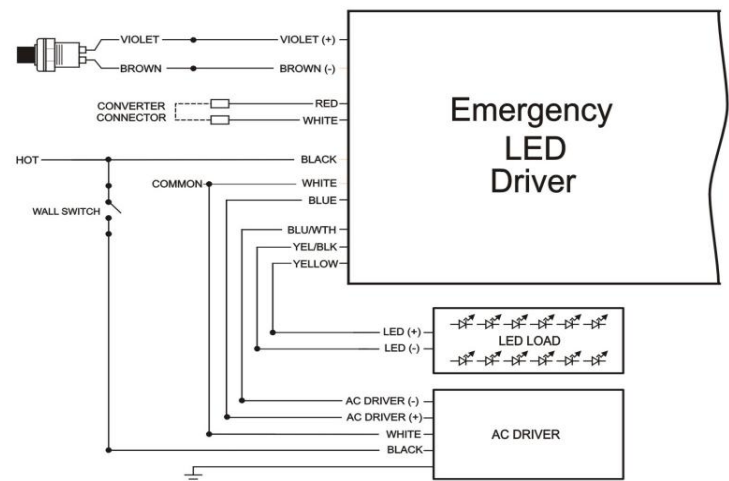 VIOLET
VIOLET (+)
BROWN
BROWN (-)
CONVERTER
CONNECTOR
RED
WHITE
HOT
BLACK
COMMON
WHITE
BLUE
WALL SWITCH
BLU/WTH
YEL/BLK
YELLOW
Emergency
LED
Driver
LED (+)
LED (-)
LED LOAD
AC DRIVER (-)
AC DRIVER (+)
WHITE
BLACK
AC DRIVER